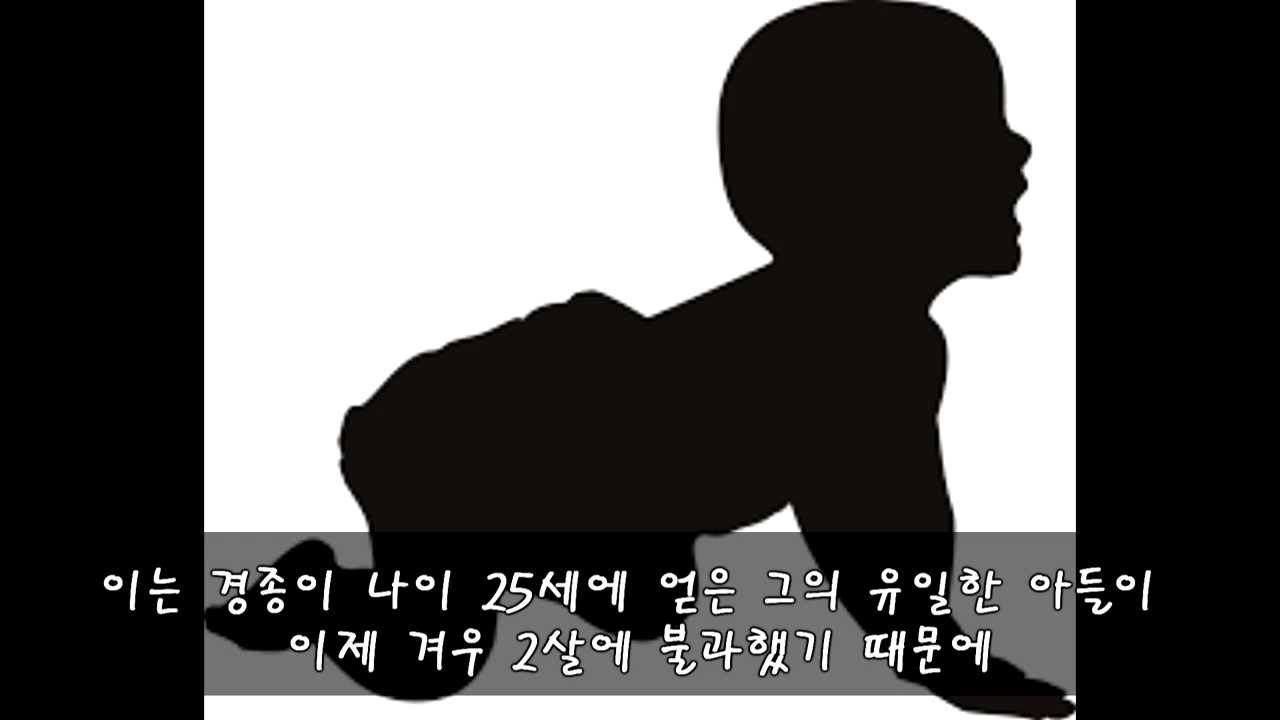 이는 경종이 나이 25세에 얻은 그의 유일한 아들이
이제 겨우 2살에 불과했기 때문에